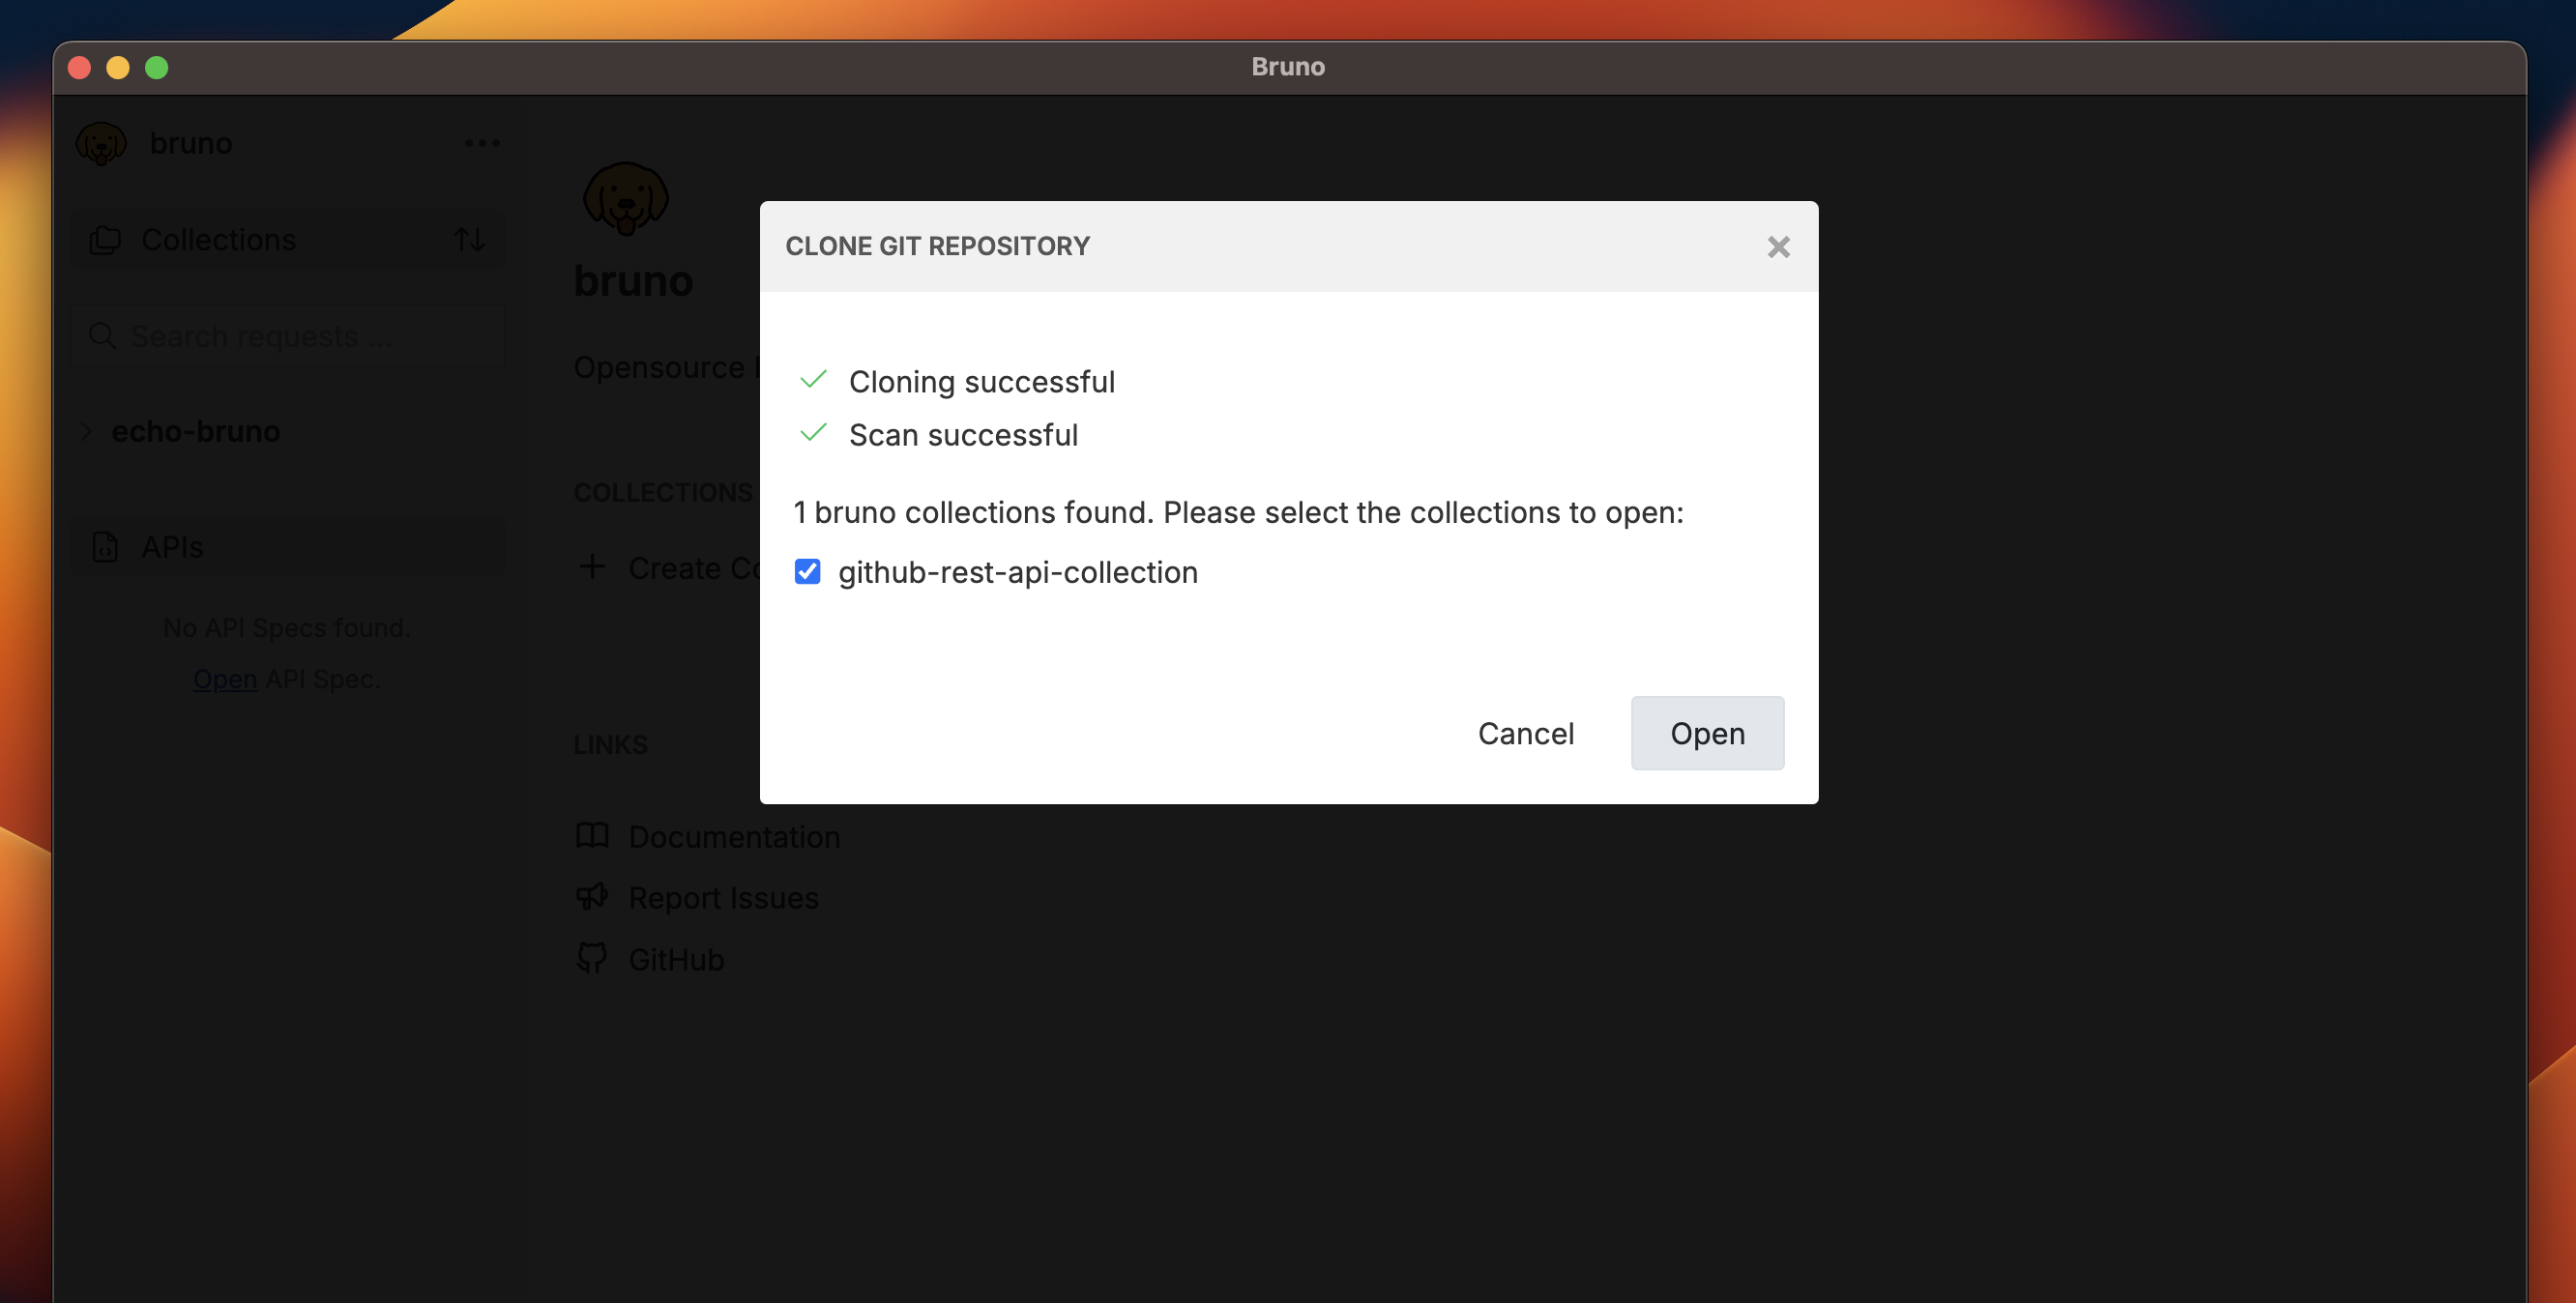 Bruno
bruno
Collections
Search requests ...
echo-bruno
APIs
No API Specs found.
Open API Spec.
bruno
Opensource
COLLECTIONS
Create
LINKS
Documentation
Report Issues
GitHub
CLONE GIT REPOSITORY
Cloning successful
Scan successful
1 bruno collections found. Please select the collections to open:
github-rest-api-collection
Cancel
Open